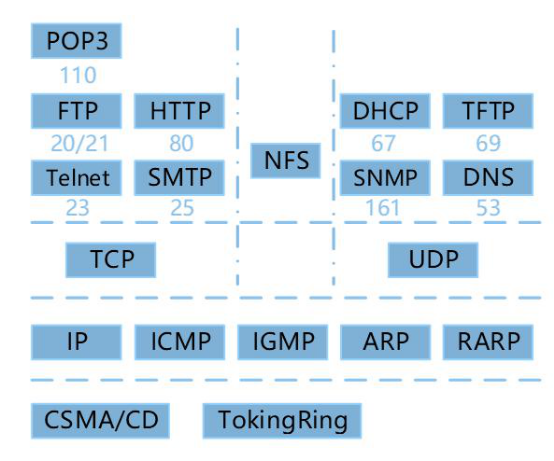 POP3
110
FTP HTTP DHCP TFTP
20/21 80 67 69
NFS
Telnet SMTP SNMP DNS
23 25 161 53
TCP UDP
IP ICMP IGMP ARP RARP
CSMA/CD TokingRing